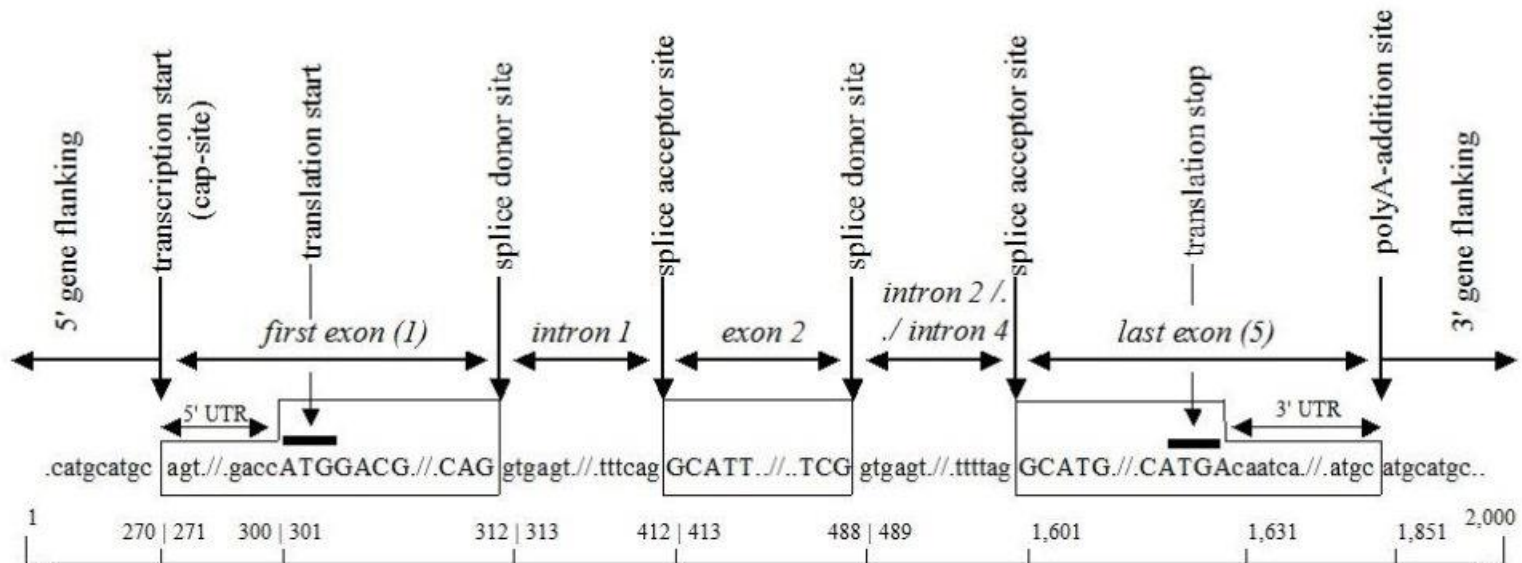 5' gene flanking
transcription start
(cap-site)
translation start
splice donor site
splice acceptor site
splice donor site
splice acceptor site
translation stop
polyA-addition site
3' gene flanking
first exon (1)
intron 1
exon 2
intron 2 /.
./ intron 4
last exon (5)
5' UTR
3' UTR
.catgcatgc agt.//.gaccATGGACG.//.CAG gtgagt.//.tttcag GCATT..//..TCG gtgagt.//.ttttag GCATG.//.CATGAcaatca.//.atgc atgcatgc..
1 270 | 271 300 | 301 312 | 313 412 | 413 488 | 489 1,601 1,631 1,851 2,000